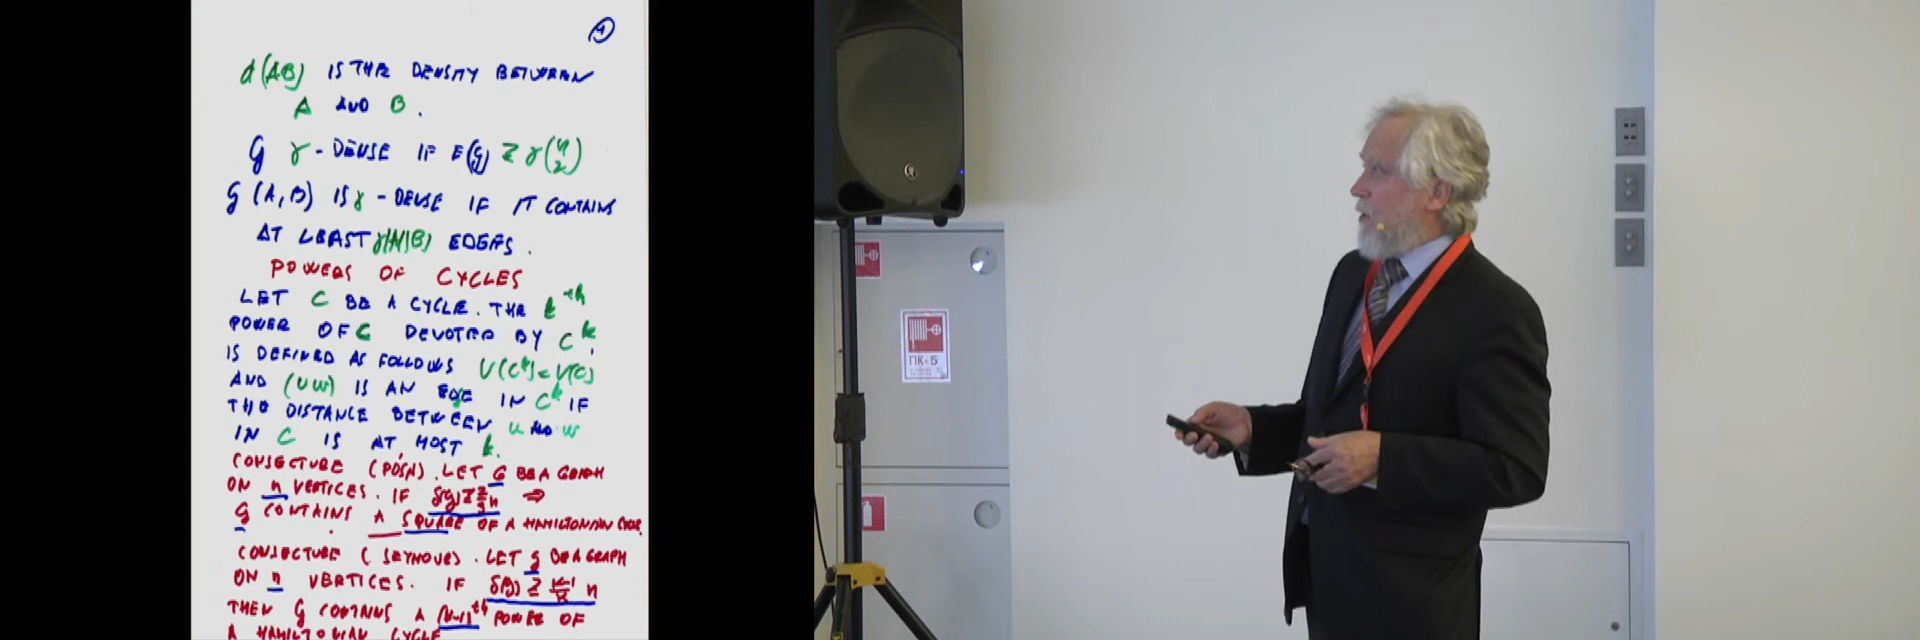 4
d(AB) IS THE DENSITY BETWEEN
A AND B.
G γ-DENSE IF E(G) ≥ γ(n 2)
G(A,B) IS γ-DENSE IF IT CONTAINS
AT LEAST γ|A||B| EDGES.
POWERS OF CYCLES
LET C BE A CYCLE. THE kth
POWER OF C DENOTED BY C^k
IS DEFINED AS FOLLOWS V(C^k)=V(C)
AND (UW) IS AN EDGE IN C^k IF
THE DISTANCE BETWEEN u AND w
IN C IS AT MOST k.
CONJECTURE (PÓSA). LET G BE A GRAPH
ON n VERTICES. IF δ(G) ≥ 2/3 n ⇒
G CONTAINS A SQUARE OF A HAMILTONIAN CYCLE.
CONJECTURE (SEYMOUR). LET G BE A GRAPH
ON n VERTICES. IF δ(G) ≥ k-1/k n
THEN G CONTAINS A (k-1)th POWER OF
A HAMILTONIAN CYCLE
ПК-5